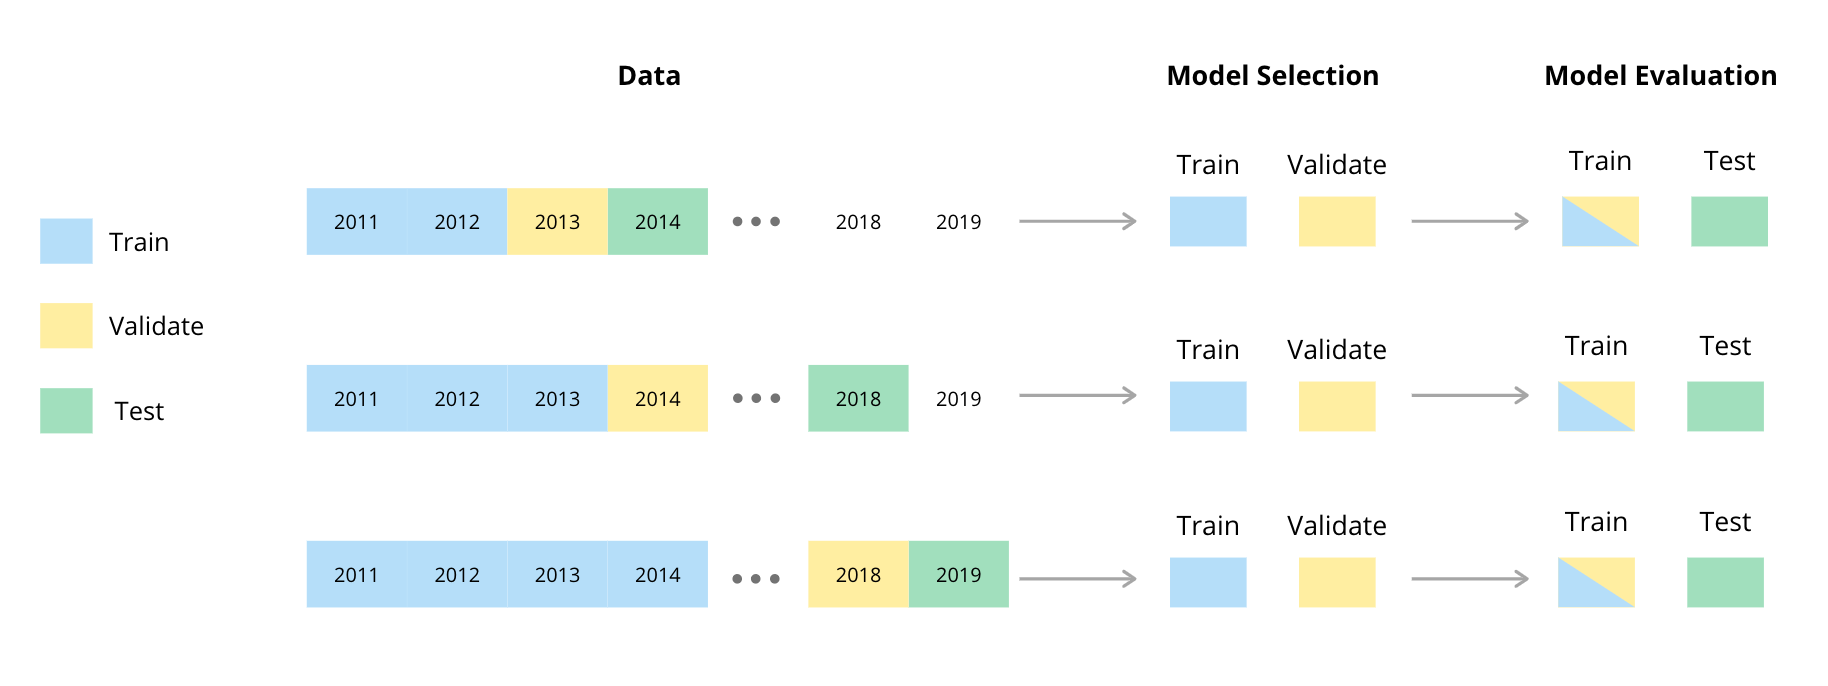 Data Model Selection Model Evaluation
Train Validate Train Test
2011 2012 2013 2014 2018 2019
Train
Validate
Test
Train Validate Train Test
2011 2012 2013 2014 2018 2019
Train Validate Train Test
2011 2012 2013 2014 2018 2019